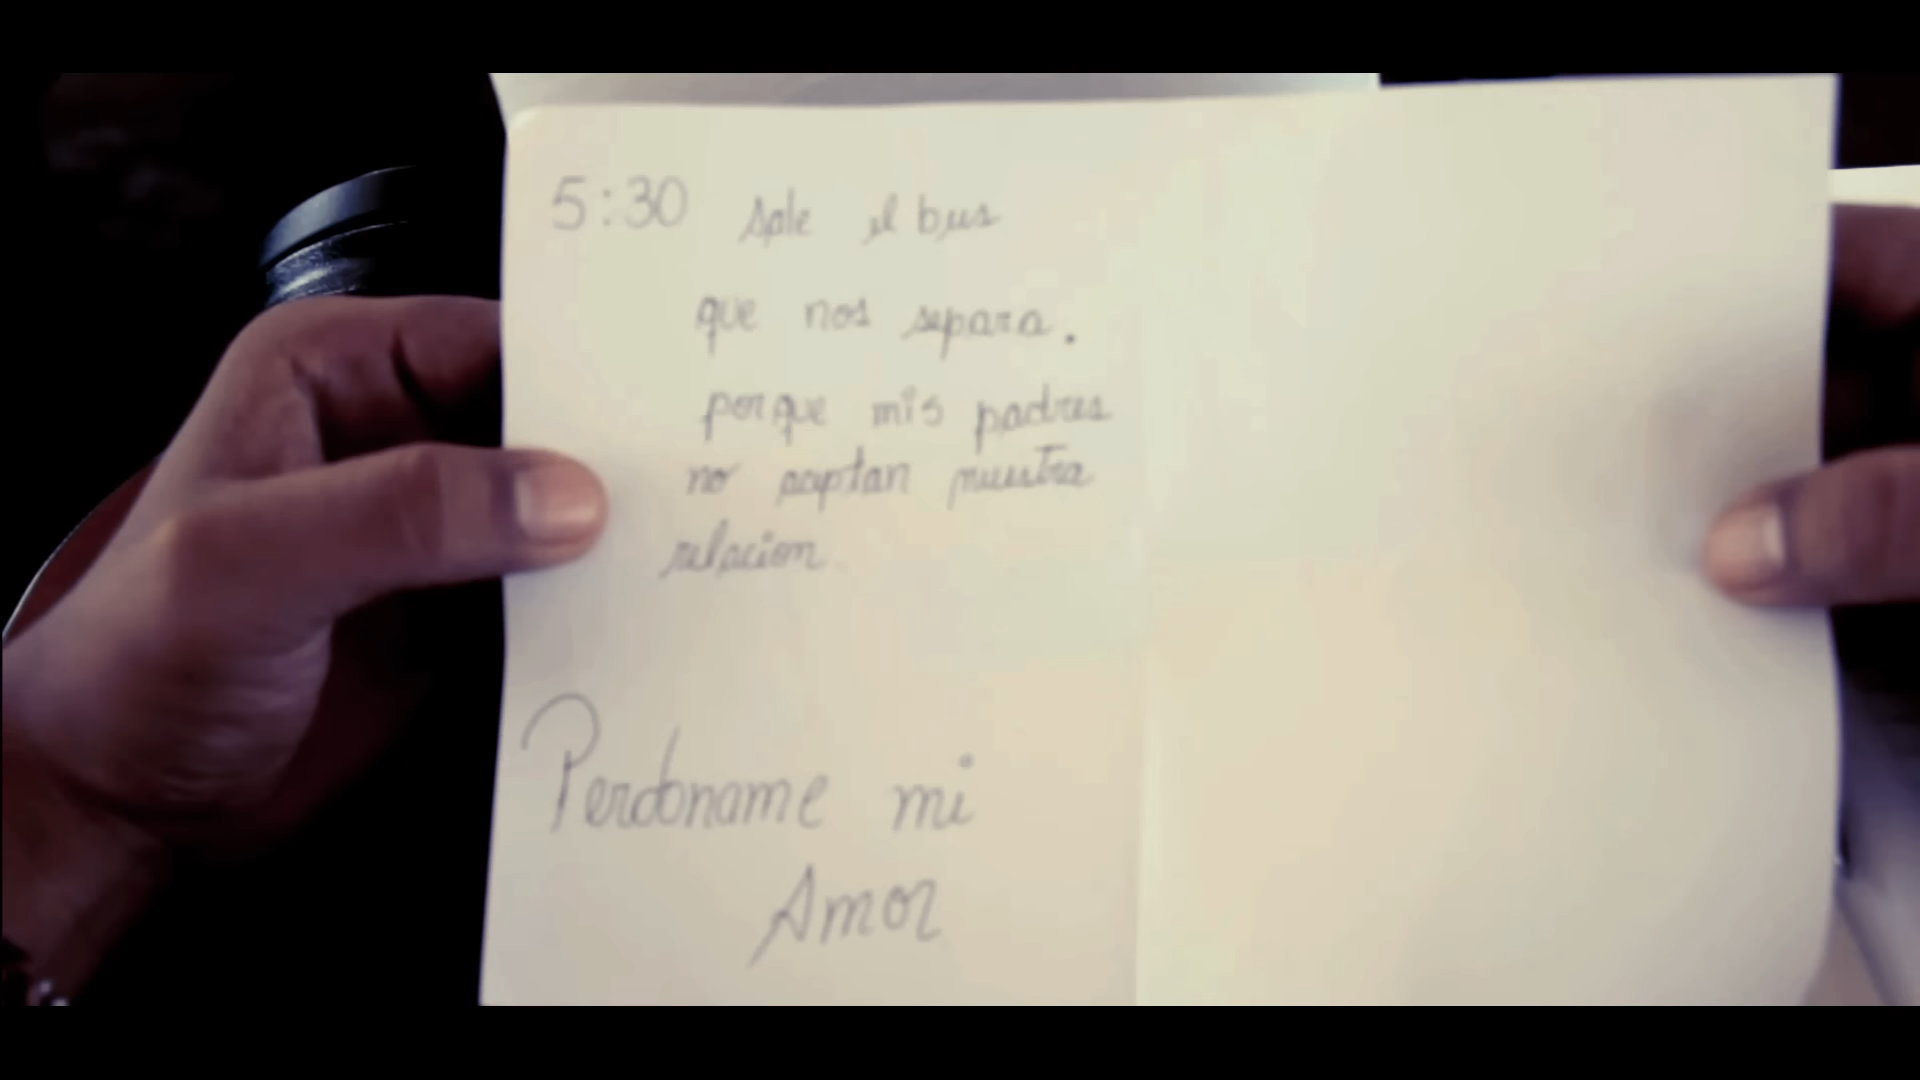 5:30 sale el bus
que nos separa.
porque mis padres
no aceptan nuestra
relacion
Perdoname mi
Amor